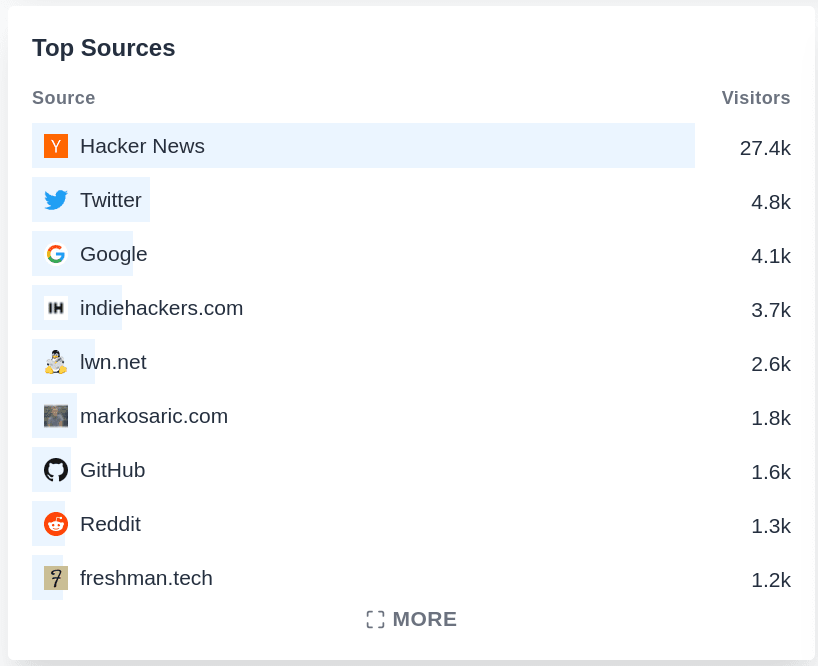 Top Sources
Source Visitors
Hacker News 27.4k
Twitter 4.8k
Google 4.1k
indiehackers.com 3.7k
lwn.net 2.6k
markosaric.com 1.8k
GitHub 1.6k
Reddit 1.3k
freshman.tech 1.2k
MORE